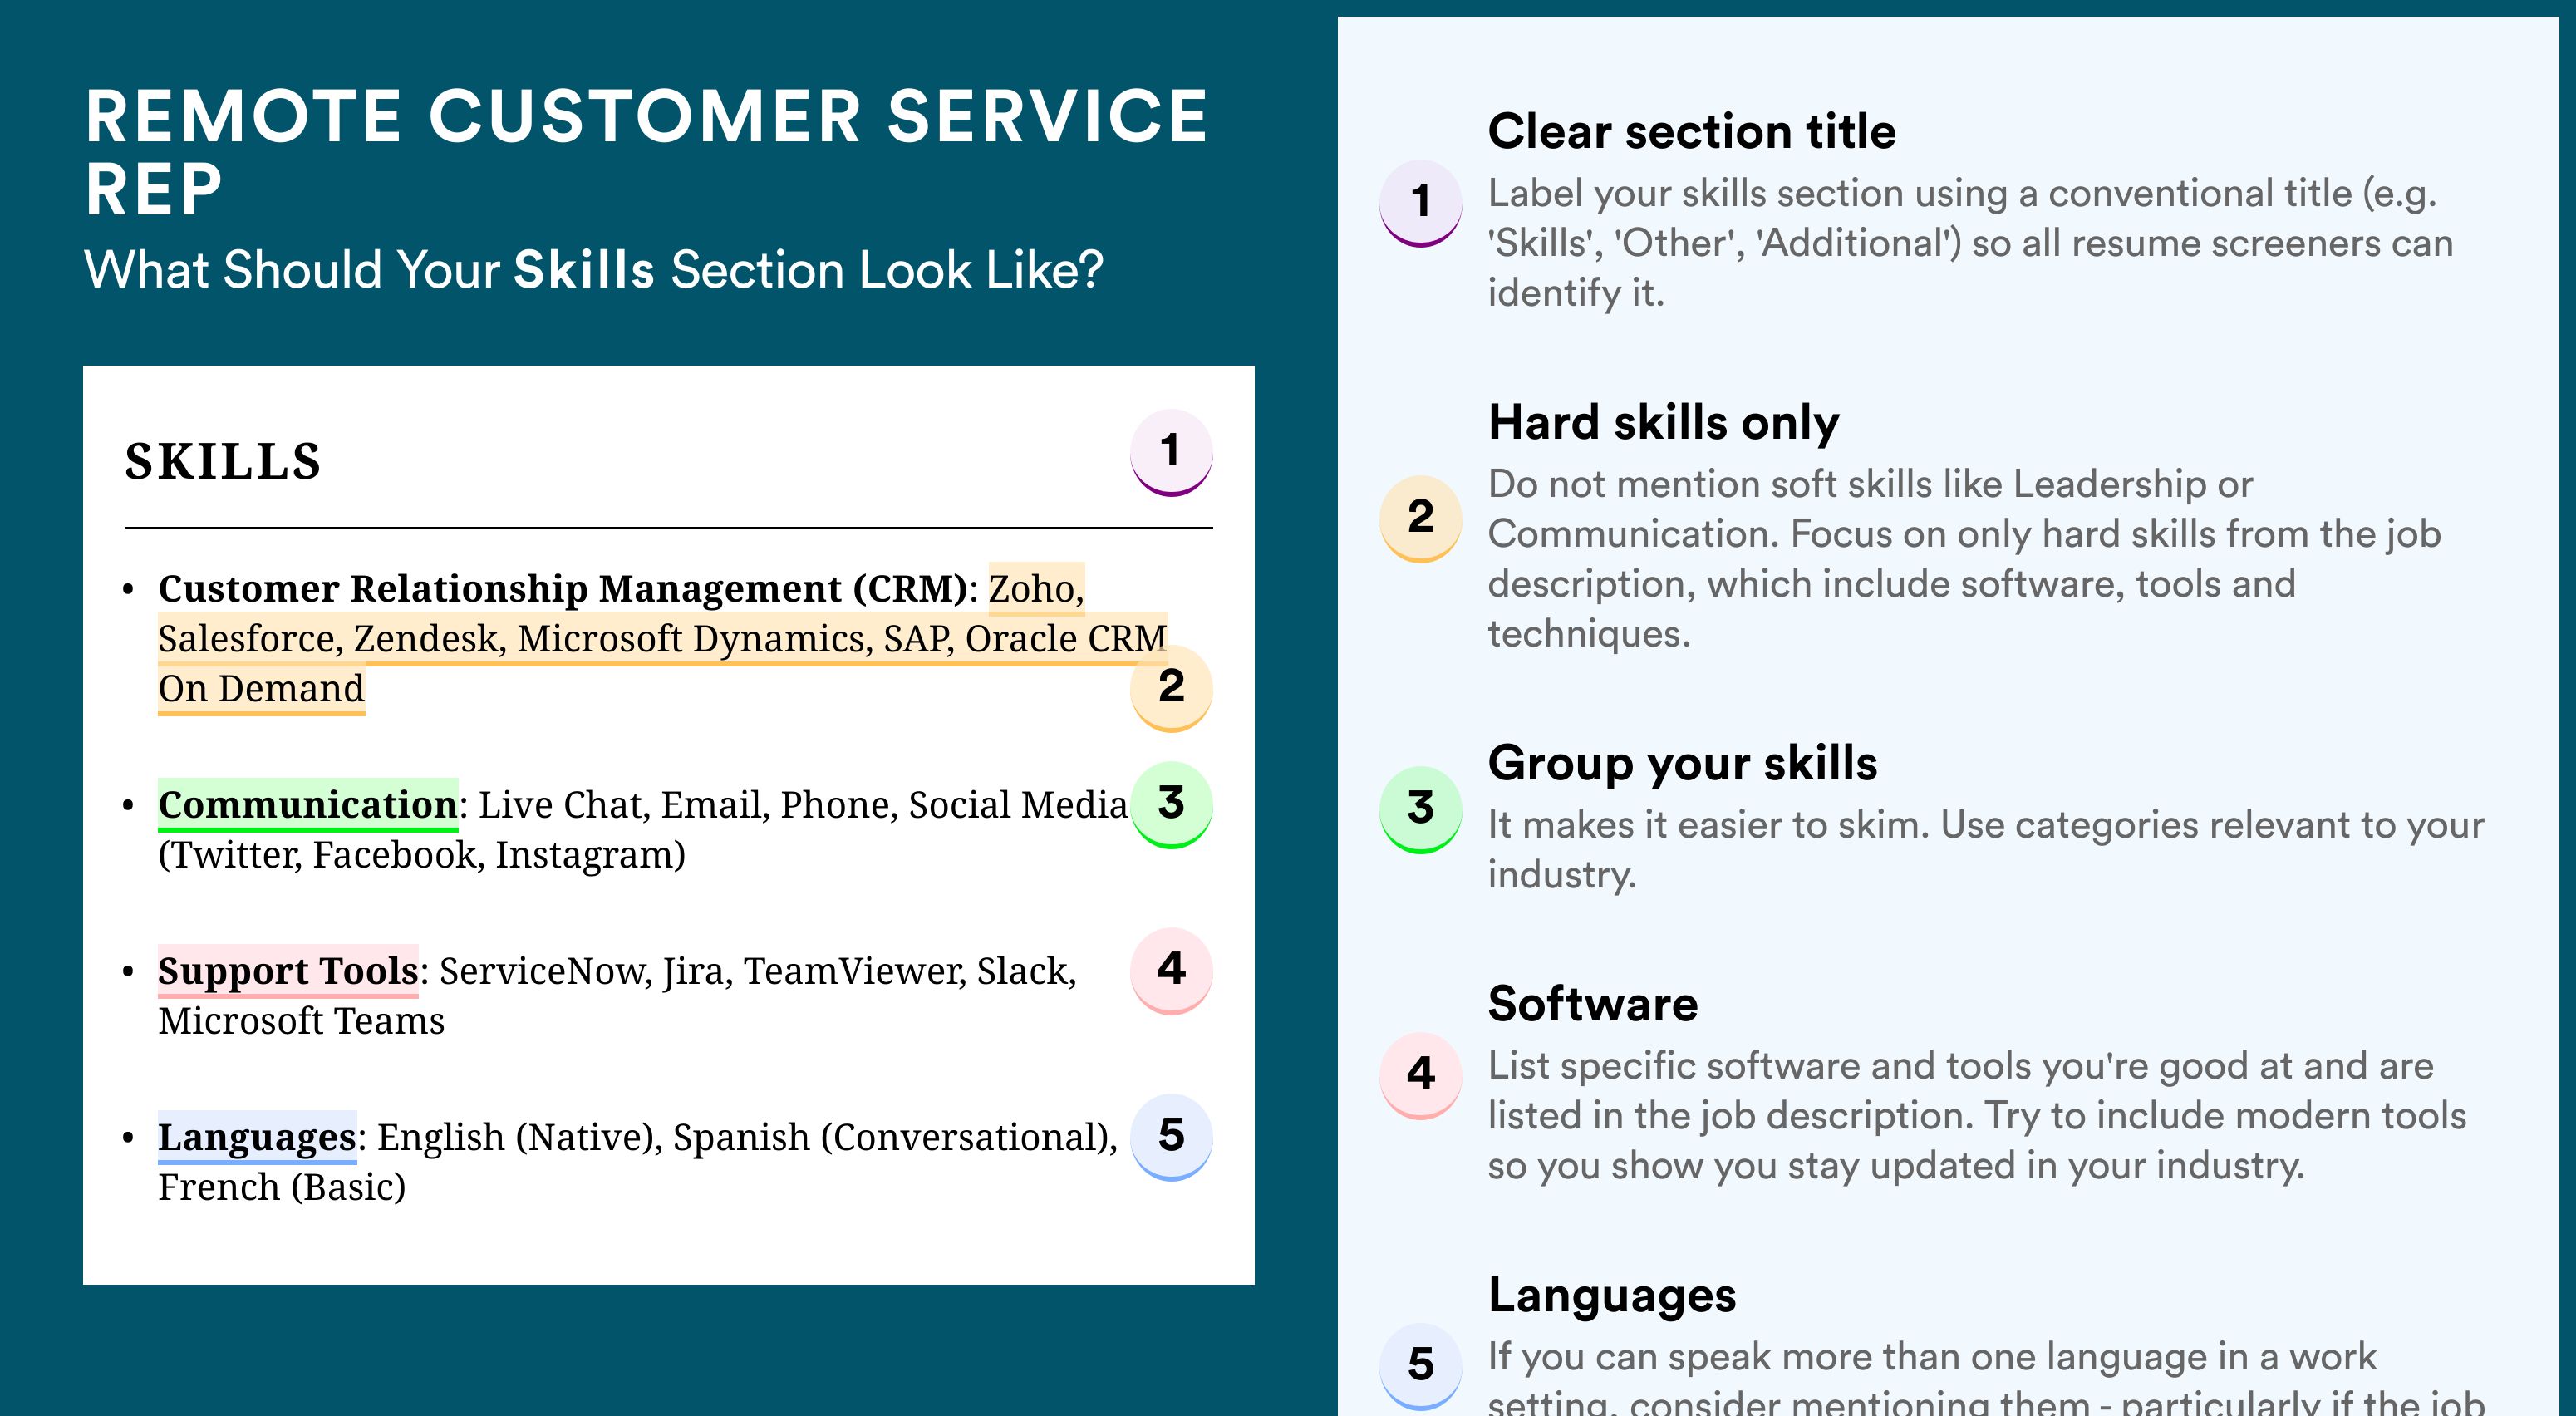 REMOTE CUSTOMER SERVICE
REP
What Should Your Skills Section Look Like?
SKILLS
1
• Customer Relationship Management (CRM): Zoho,
Salesforce, Zendesk, Microsoft Dynamics, SAP, Oracle CRM
On Demand
2
• Communication: Live Chat, Email, Phone, Social Media
3
(Twitter, Facebook, Instagram)
• Support Tools: ServiceNow, Jira, TeamViewer, Slack,
4
Microsoft Teams
• Languages: English (Native), Spanish (Conversational),
5
French (Basic)
Clear section title
1
Label your skills section using a conventional title (e.g.
'Skills', 'Other', 'Additional') so all resume screeners can
identify it.
Hard skills only
2
Do not mention soft skills like Leadership or
Communication. Focus on only hard skills from the job
description, which include software, tools and
techniques.
Group your skills
3
It makes it easier to skim. Use categories relevant to your
industry.
Software
4
List specific software and tools you're good at and are
listed in the job description. Try to include modern tools
so you show you stay updated in your industry.
Languages
5
If you can speak more than one language in a work
setting, consider mentioning them - particularly if the job